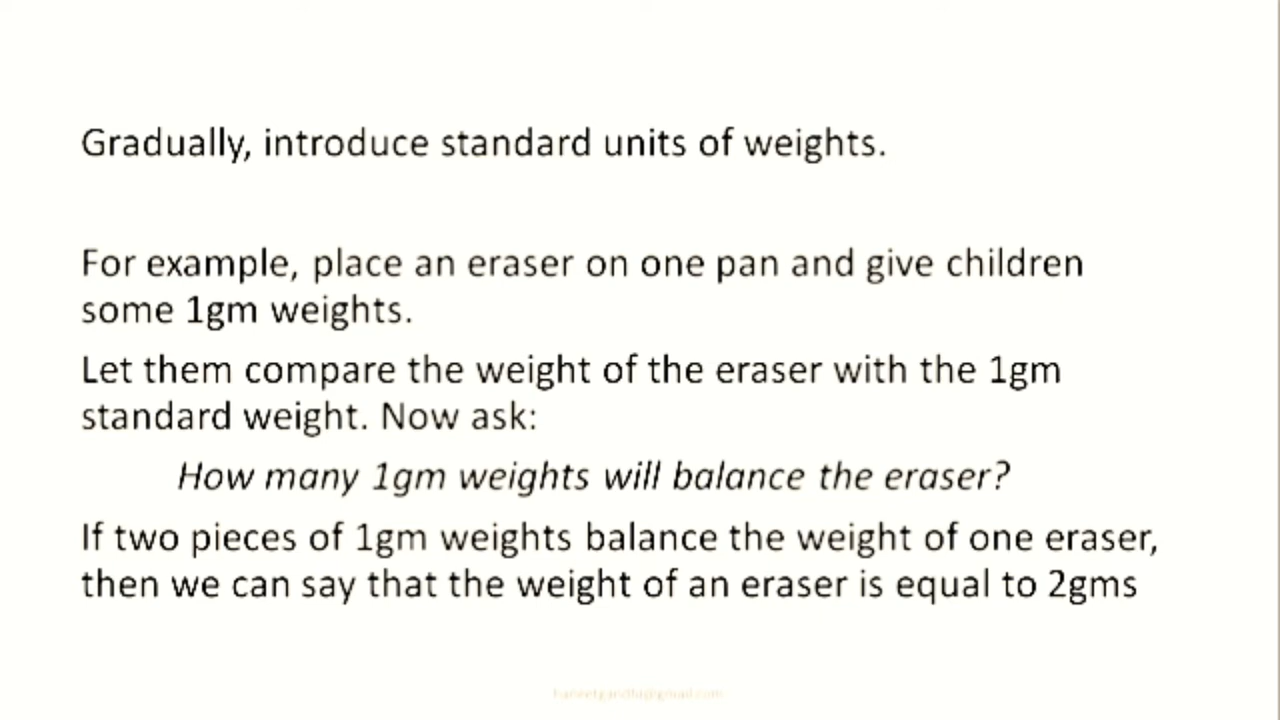 Gradually, introduce standard units of weights.
For example, place an eraser on one pan and give children
some 1gm weights.
Let them compare the weight of the eraser with the 1gm
standard weight. Now ask:
How many 1gm weights will balance the eraser?
If two pieces of 1gm weights balance the weight of one eraser,
then we can say that the weight of an eraser is equal to 2gms